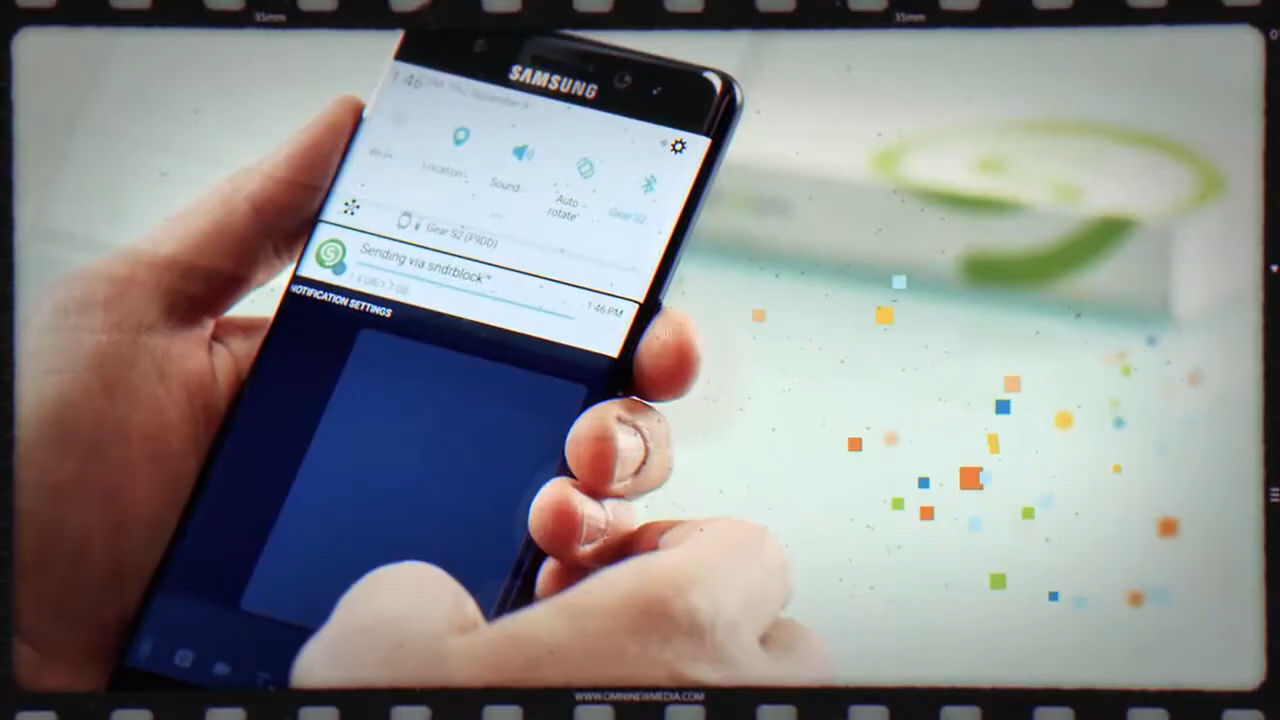 35mm
35mm
SAMSUNG
1:46
Location
Sound
Auto
rotate
Gear S2
Gear S2 (F9DD)
Sending via sndrblock™
1:46 PM
NOTIFICATION SETTINGS
WWW.OMNINEWMEDIA.COM